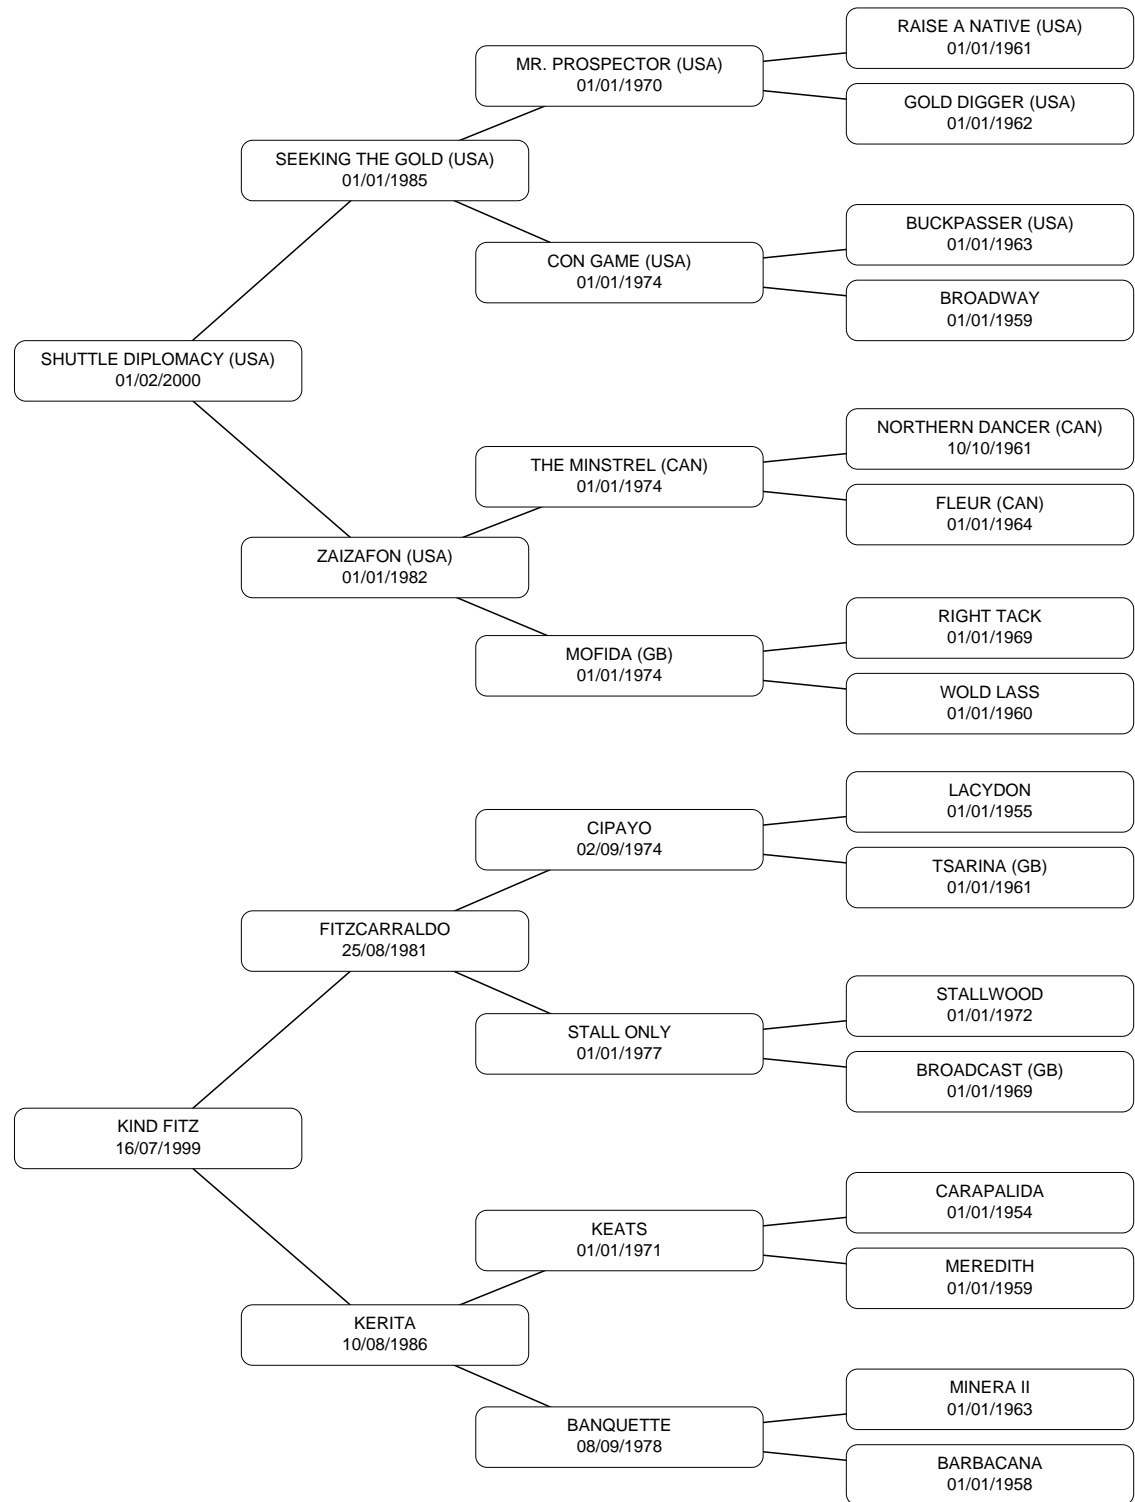 RAISE A NATIVE (USA)
01/01/1961
MR. PROSPECTOR (USA)
01/01/1970
GOLD DIGGER (USA)
01/01/1962
SEEKING THE GOLD (USA)
01/01/1985
BUCKPASSER (USA)
01/01/1963
CON GAME (USA)
01/01/1974
BROADWAY
01/01/1959
SHUTTLE DIPLOMACY (USA)
01/02/2000
NORTHERN DANCER (CAN)
10/10/1961
THE MINSTREL (CAN)
01/01/1974
FLEUR (CAN)
01/01/1964
ZAIZAFON (USA)
01/01/1982
RIGHT TACK
01/01/1969
MOFIDA (GB)
01/01/1974
WOLD LASS
01/01/1960
LACYDON
01/01/1955
CIPAYO
02/09/1974
TSARINA (GB)
01/01/1961
FITZCARRALDO
25/08/1981
STALLWOOD
01/01/1972
STALL ONLY
01/01/1977
BROADCAST (GB)
01/01/1969
KIND FITZ
16/07/1999
CARAPALIDA
01/01/1954
KEATS
01/01/1971
MEREDITH
01/01/1959
KERITA
10/08/1986
MINERA II
01/01/1963
BANQUETTE
08/09/1978
BARBACANA
01/01/1958